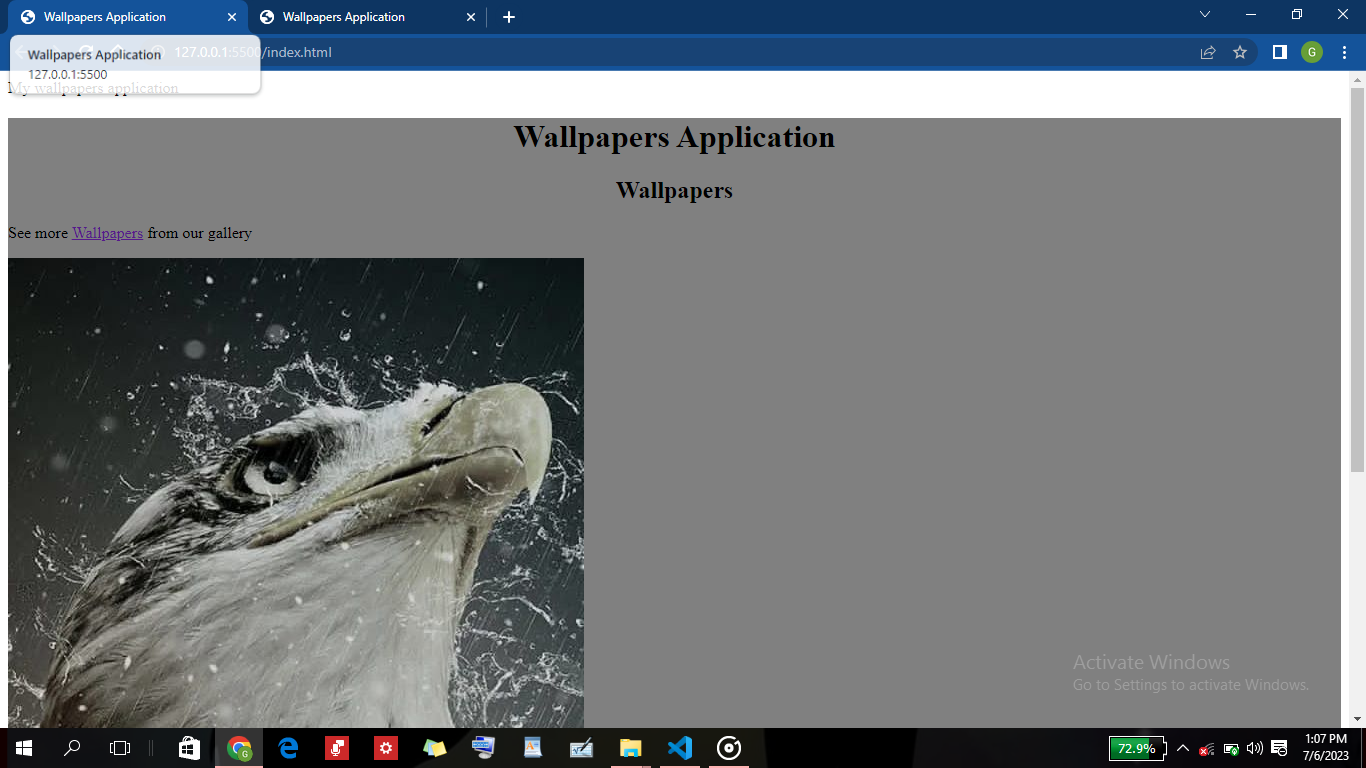 Wallpapers Application
Wallpapers Application
127.0.0.1:5500/index.html
G
Wallpapers Application
127.0.0.1:5500
My wallpapers application
Wallpapers Application
Wallpapers
See more Wallpapers from our gallery
Activate Windows
Go to Settings to activate Windows.
G
72.9%
1:07 PM
7/6/2023